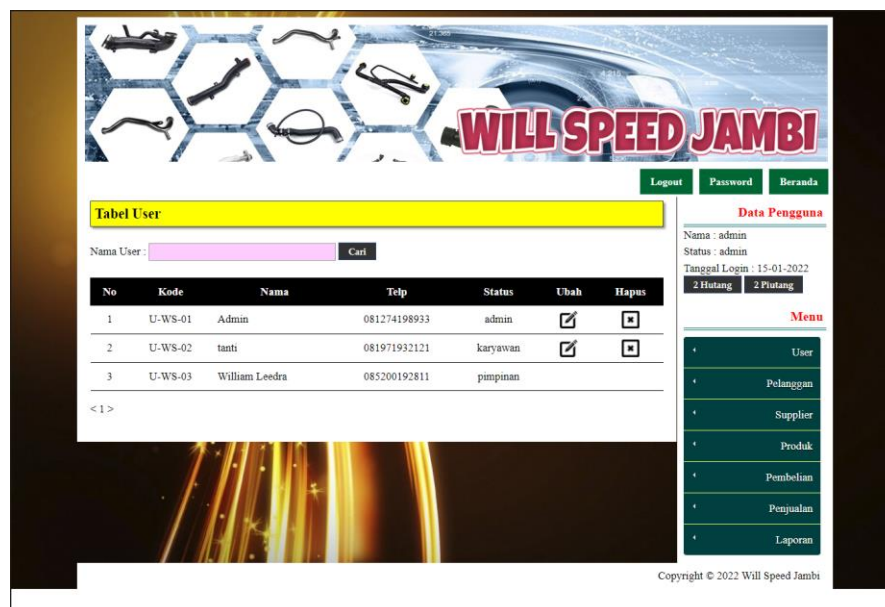 WILL SPEED JAMBI
Logout Password Beranda
Tabel User
Nama User : Cari
No Kode Nama Telp Status Ubah Hapus
1 U-WS-01 Admin 081274198933 admin
2 U-WS-02 tanti 081971932121 karyawan
3 U-WS-03 William Leedra 085200192811 pimpinan
< 1 >
Data Pengguna
Nama : admin
Status : admin
Tanggal Login : 15-01-2022
2 Hutang 2 Piutang
Menu
User
Pelanggan
Supplier
Produk
Pembelian
Penjualan
Laporan
Copyright © 2022 Will Speed Jambi